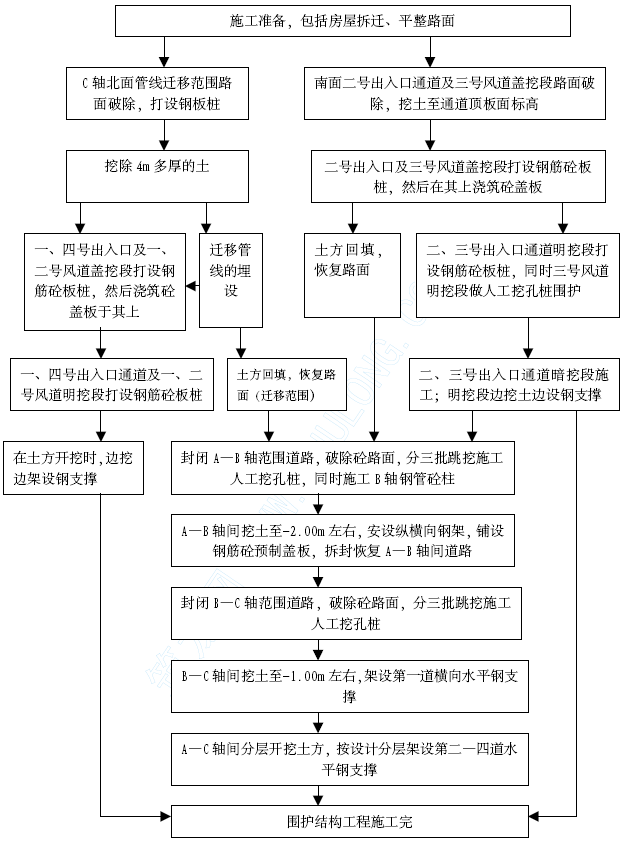 施工准备，包括房屋拆迁、平整路面
C 轴北面管线迁移范围路
面破除，打设钢板桩
南面二号出入口通道及三号风道盖挖段路面破
除，挖土至通道顶板面标高
挖除 4m 多厚的土
二号出入口及三号风道盖挖段打设钢筋砼板
桩，然后在其上浇筑砼盖板
一、四号出入口及一、
二号风道盖挖段打设钢
筋砼板桩，然后浇筑砼
盖板于其上
迁移管
线的埋
设
土方回填，
恢复路面
二、三号出入口通道明挖段打
设钢筋砼板桩，同时三号风道
明挖段做人工挖孔桩围护
一、四号出入口通道及一、二
号风道明挖段打设钢筋砼板桩
土方回填，恢复路
面（迁移范围）
二、三号出入口通道暗挖段施
工；明挖段边挖土边设钢支撑
在土方开挖时，边挖
边架设钢支撑
封闭 A—B 轴范围道路，破除砼路面，分三批跳挖施工
人工挖孔桩，同时施工 B 轴钢管砼柱
A—B 轴间挖土至-2.00m 左右，安设纵横向钢架，铺设
钢筋砼预制盖板，拆封恢复 A—B 轴间道路
封闭 B—C 轴范围道路，破除砼路面，分三批跳挖施工
人工挖孔桩
B—C 轴间挖土至-1.00m 左右，架设第一道横向水平钢支
撑
A—C 轴间分层开挖土方，按设计分层架设第二—四道水
平钢支撑
围护结构工程施工完